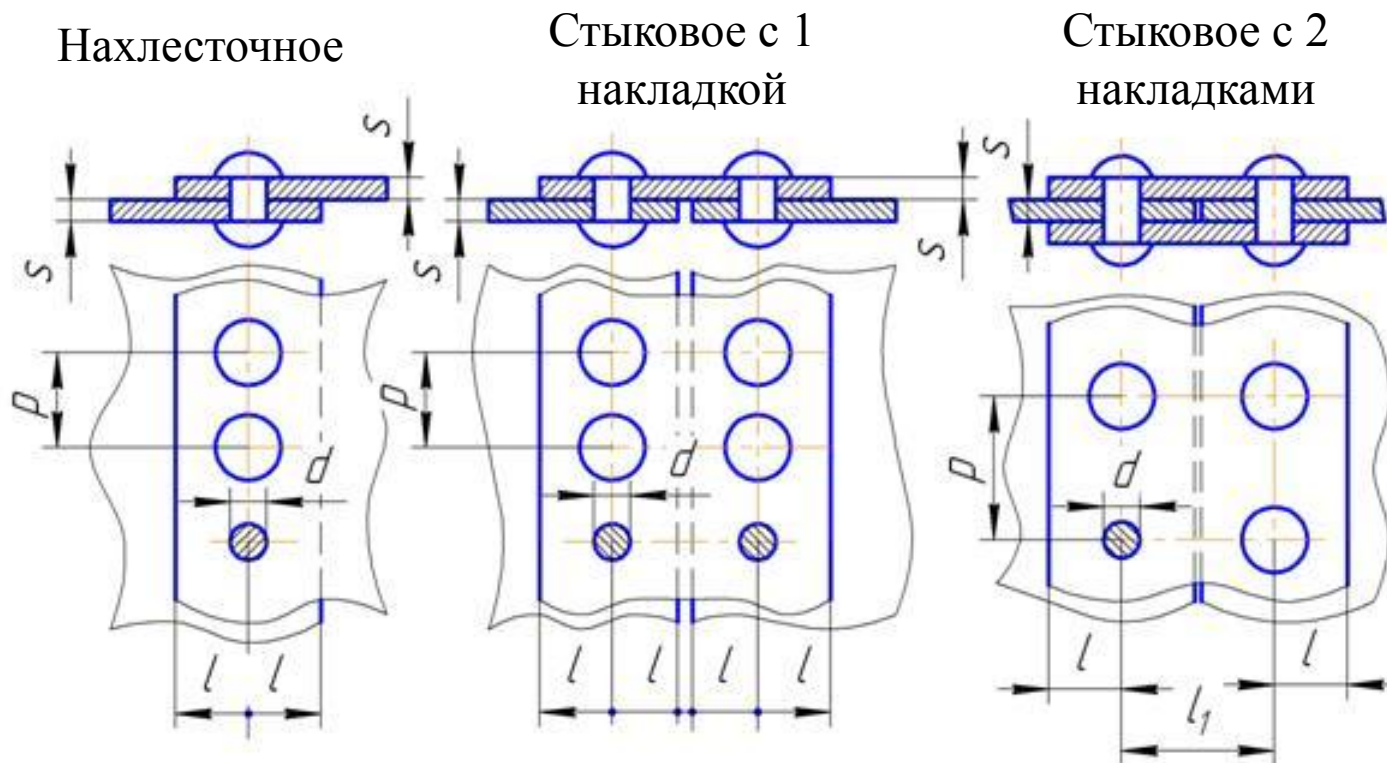 Нахлесточное
Стыковое с 1
накладкой
Стыковое с 2
накладками
s
s
s
s
s
p
p
p
d
d
d
l
l
l
l
l
l
l
l
l₁